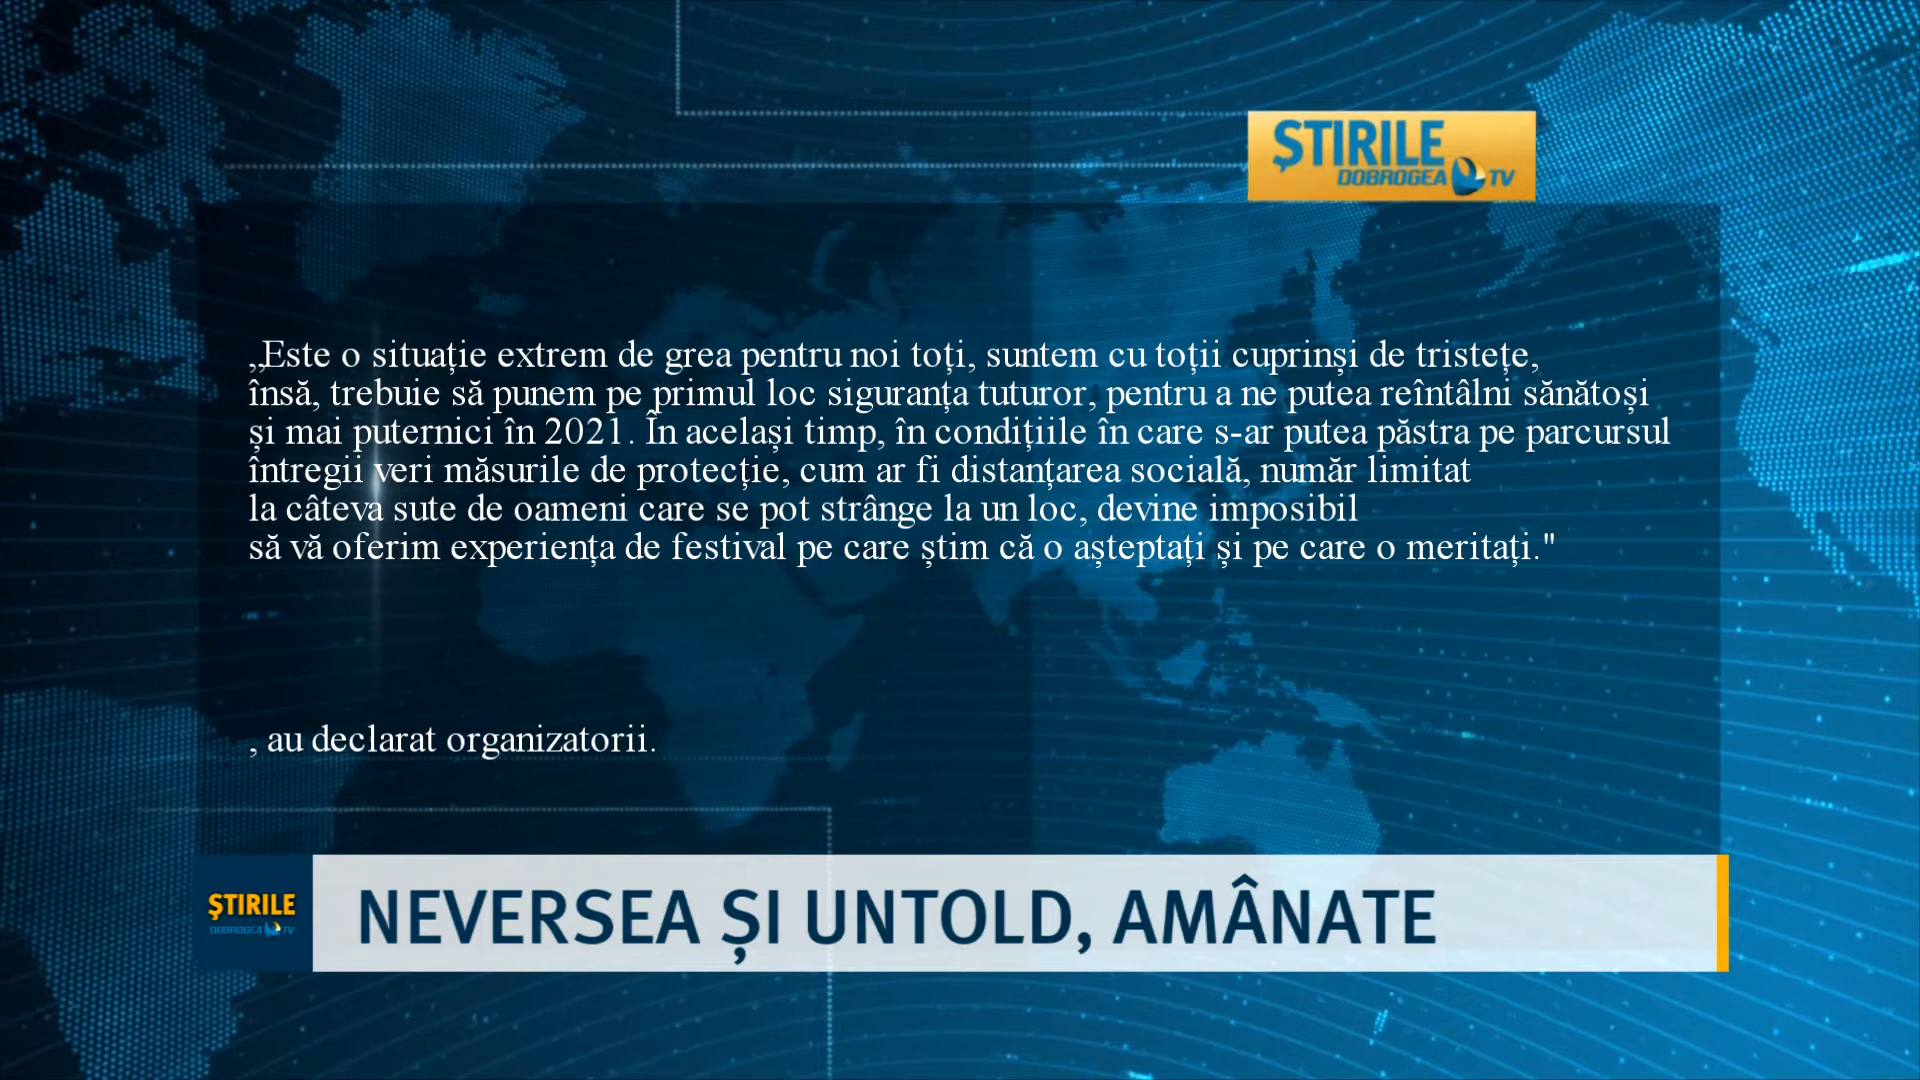 ȘTIRILE
DOBROGEA TV
„Este o situație extrem de grea pentru noi toți, suntem cu toții cuprinși de tristețe,
însă, trebuie să punem pe primul loc siguranța tuturor, pentru a ne putea reîntâlni sănătoși
și mai puternici în 2021. În același timp, în condițiile în care s-ar putea păstra pe parcursul
întregii veri măsurile de protecție, cum ar fi distanțarea socială, număr limitat
la câteva sute de oameni care se pot strânge la un loc, devine imposibil
să vă oferim experiența de festival pe care știm că o așteptați și pe care o meritați."
, au declarat organizatorii.
ȘTIRILE
DOBROGEA TV
NEVERSEA ȘI UNTOLD, AMÂNATE